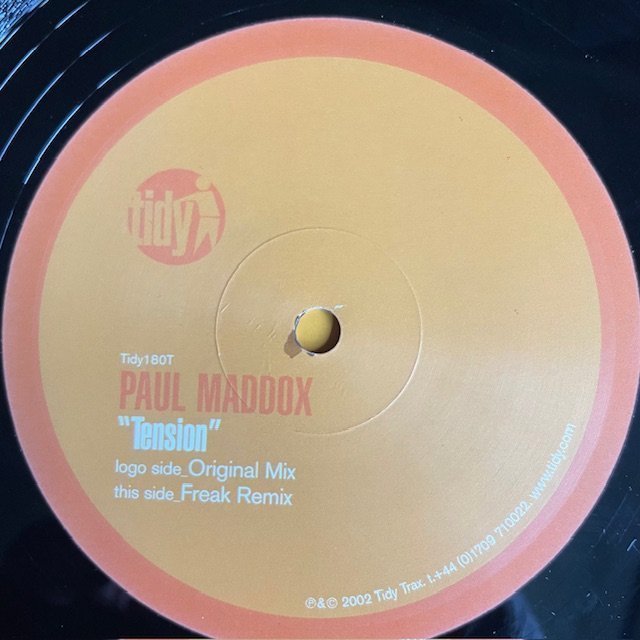 tidy
Tidy180T
PAUL MADDOX
"Tension"
logo side_Original Mix
this side_Freak Remix
℗&© 2002 Tidy Trax. t.+44 (0)1709 710022. www.tidy.com